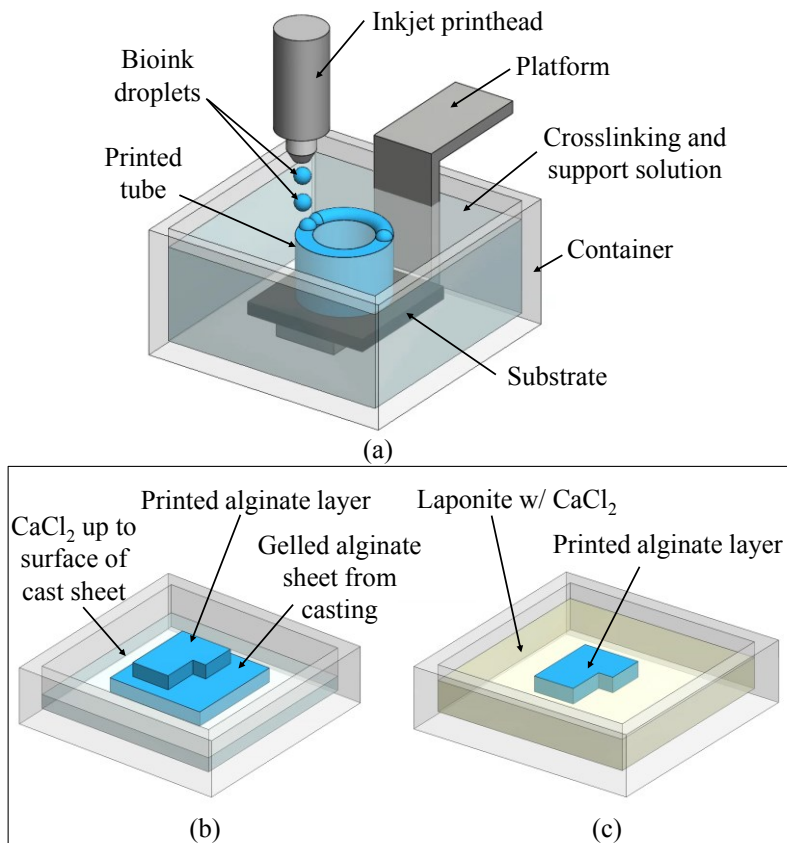 Inkjet printhead
Bioink
droplets
Platform
Printed
tube
Crosslinking and
support solution
Container
Substrate
(a)
Printed alginate layer
CaCl₂ up to
surface of
cast sheet
Gelled alginate
sheet from
casting
(b)
Laponite w/ CaCl₂
Printed alginate layer
(c)